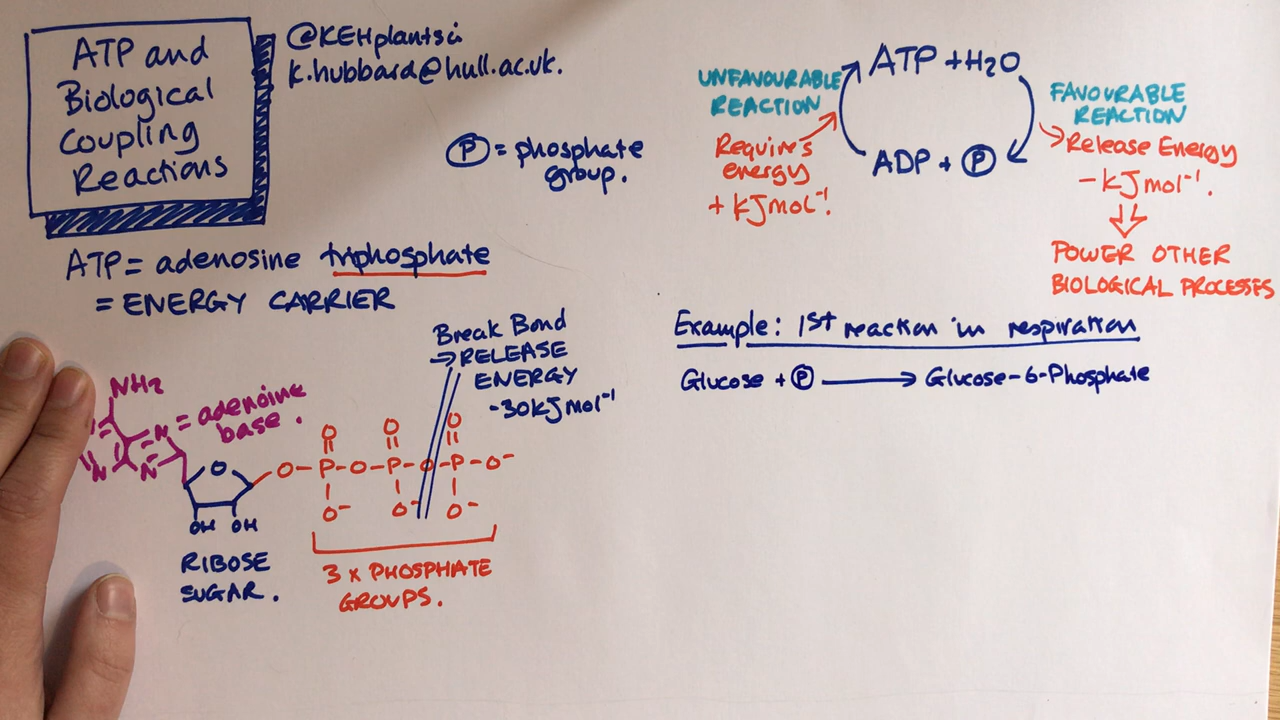 ATP and
Biological
Coupling
Reactions
@KEHplantsci
k.hubbard@hull.ac.uk.
Ⓟ = phosphate
group.
ATP = adenosine triphosphate
= ENERGY CARRIER
Break Bond
→ RELEASE
ENERGY
-30kJmol⁻¹
NH2
= adenoine
base.
N
N
N
O
OH OH
RIBOSE
SUGAR.
O O O
O-P-O-P-O-P-O⁻
O⁻ O⁻ O⁻
3 x PHOSPHATE
GROUPS.
ATP + H2O
ADP + Ⓟ
UNFAVOURABLE
REACTION
Requires
energy
+ kJmol⁻¹.
FAVOURABLE
REACTION
Release Energy
- kJmol⁻¹.
POWER OTHER
BIOLOGICAL PROCESSES
Example: 1st reaction in respiration
Glucose + Ⓟ → Glucose-6-Phosphate